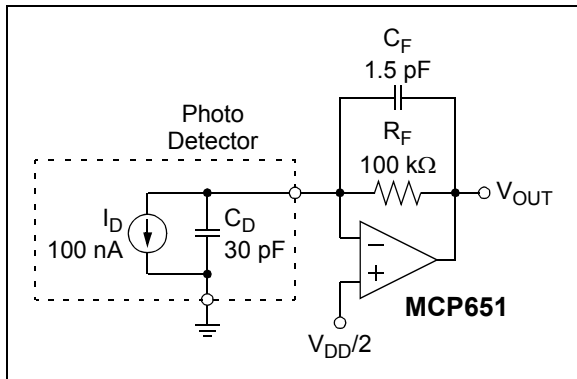 C_F
1.5 pF
Photo
Detector
R_F
100 kΩ
V_OUT
I_D
100 nA
C_D
30 pF
−
+
MCP651
V_DD/2